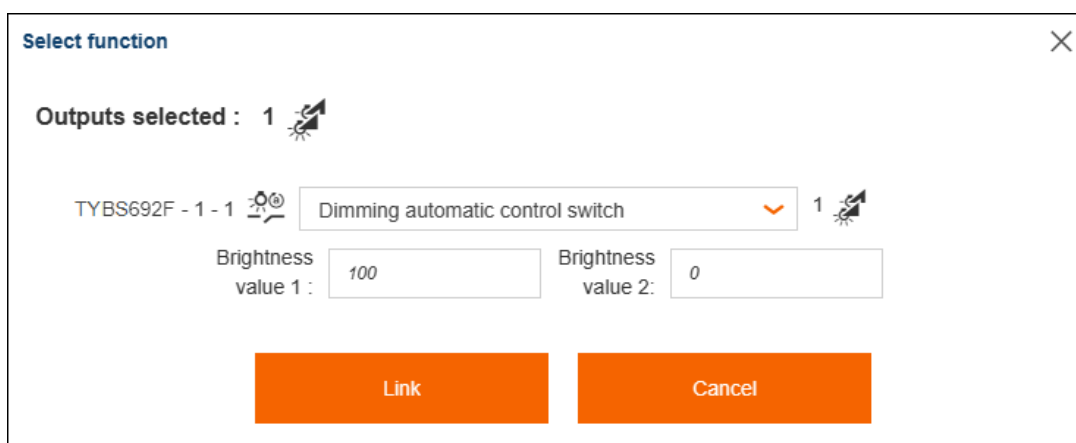 Select function
Outputs selected : 1
TYBS692F - 1 - 1 Dimming automatic control switch 1
Brightness value 1 : 100 Brightness value 2: 0
Link Cancel